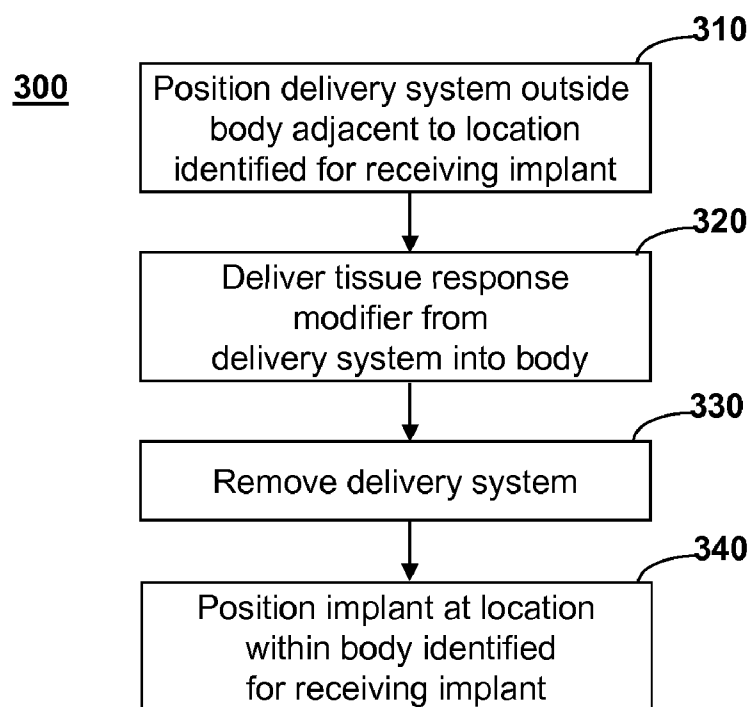 310
300
Position delivery system outside
body adjacent to location
identified for receiving implant
320
Deliver tissue response
modifier from
delivery system into body
330
Remove delivery system
340
Position implant at location
within body identified
for receiving implant